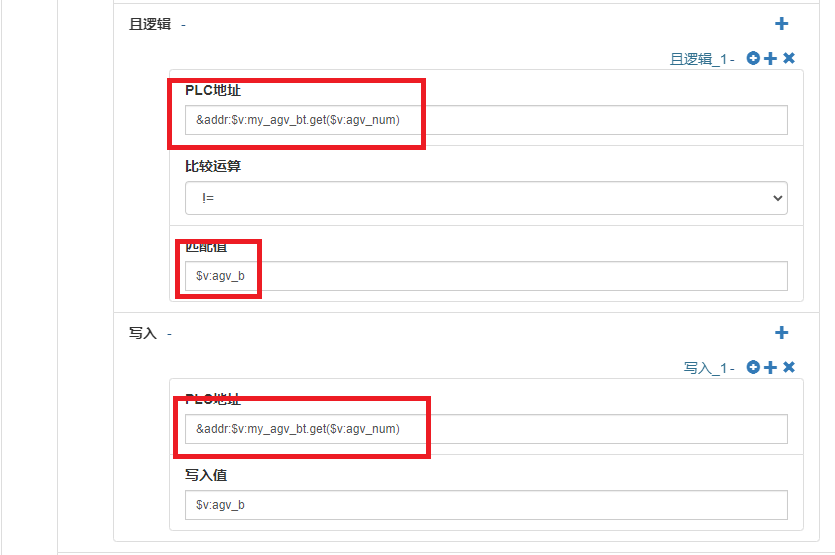 且逻辑 -
且逻辑_1-
PLC地址
&addr:$v:my_agv_bt.get($v:agv_num)
比较运算
!=
匹配值
$v:agv_b
写入 -
写入_1-
PLC地址
&addr:$v:my_agv_bt.get($v:agv_num)
写入值
$v:agv_b